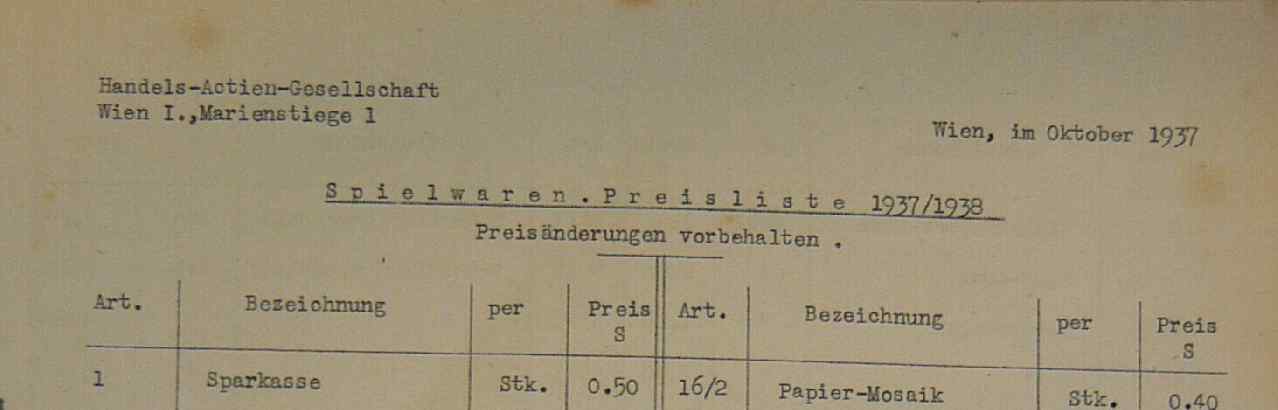 Handels-Actien-Gesellschaft
Wien I.,Marienstiege 1
Wien, im Oktober 1937
Spielwaren.Preisliste 1937/1938
Preisänderungen vorbehalten .
Art. Bezeichnung per Preis S Art. Bezeichnung per Preis S
1 Sparkasse Stk. 0.50 16/2 Papier-Mosaik Stk. 0.40